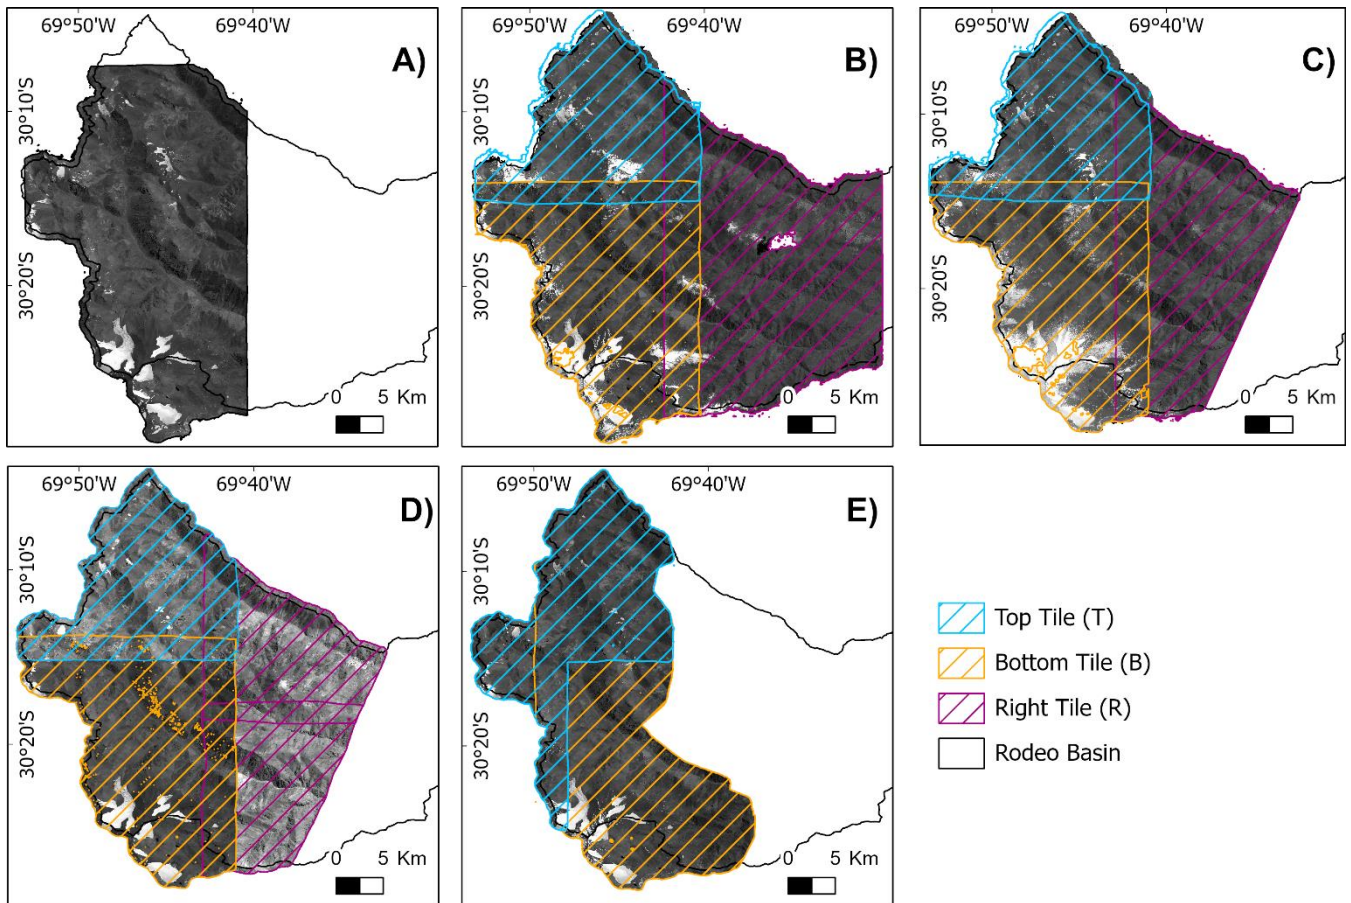 69°50'W 69°40'W
A)
30°10'S
30°20'S
0 5 Km
69°50'W 69°40'W
B)
30°10'S
30°20'S
0 5 Km
69°50'W 69°40'W
C)
30°10'S
30°20'S
0 5 Km
69°50'W 69°40'W
D)
30°10'S
30°20'S
0 5 Km
69°50'W 69°40'W
E)
30°10'S
30°20'S
0 5 Km
Top Tile (T)
Bottom Tile (B)
Right Tile (R)
Rodeo Basin